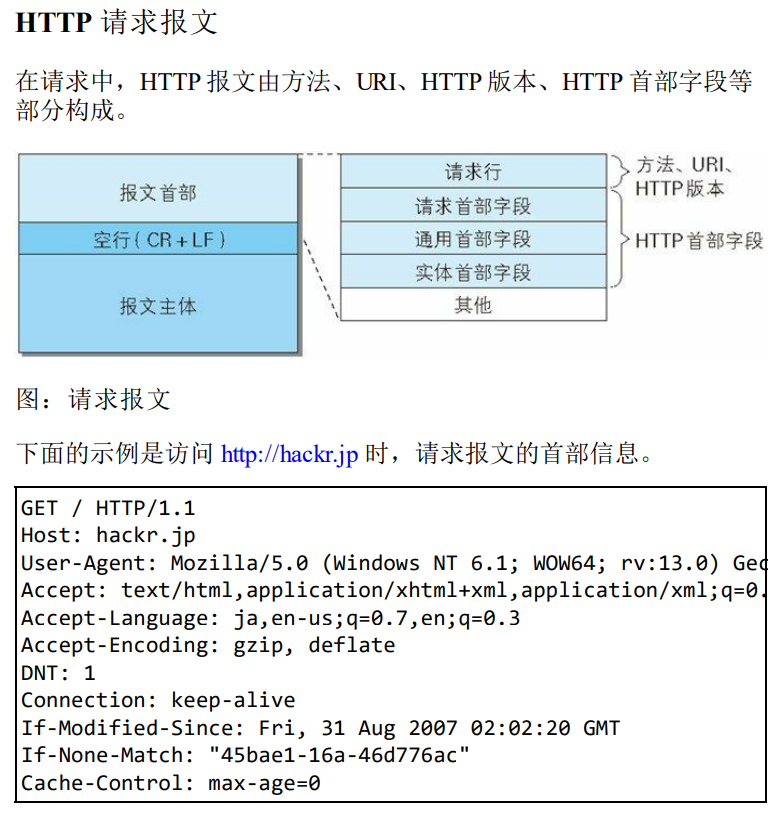 HTTP 请求报文
在请求中，HTTP 报文由方法、URI、HTTP 版本、HTTP 首部字段等
部分构成。
报文首部
空行（CR+LF）
报文主体
请求行
请求首部字段
通用首部字段
实体首部字段
其他
方法、URI、
HTTP版本
HTTP首部字段
图：请求报文
下面的示例是访问 http://hackr.jp 时，请求报文的首部信息。
GET / HTTP/1.1
Host: hackr.jp
User-Agent: Mozilla/5.0 (Windows NT 6.1; WOW64; rv:13.0) Gec
Accept: text/html,application/xhtml+xml,application/xml;q=0.
Accept-Language: ja,en-us;q=0.7,en;q=0.3
Accept-Encoding: gzip, deflate
DNT: 1
Connection: keep-alive
If-Modified-Since: Fri, 31 Aug 2007 02:02:20 GMT
If-None-Match: "45bae1-16a-46d776ac"
Cache-Control: max-age=0